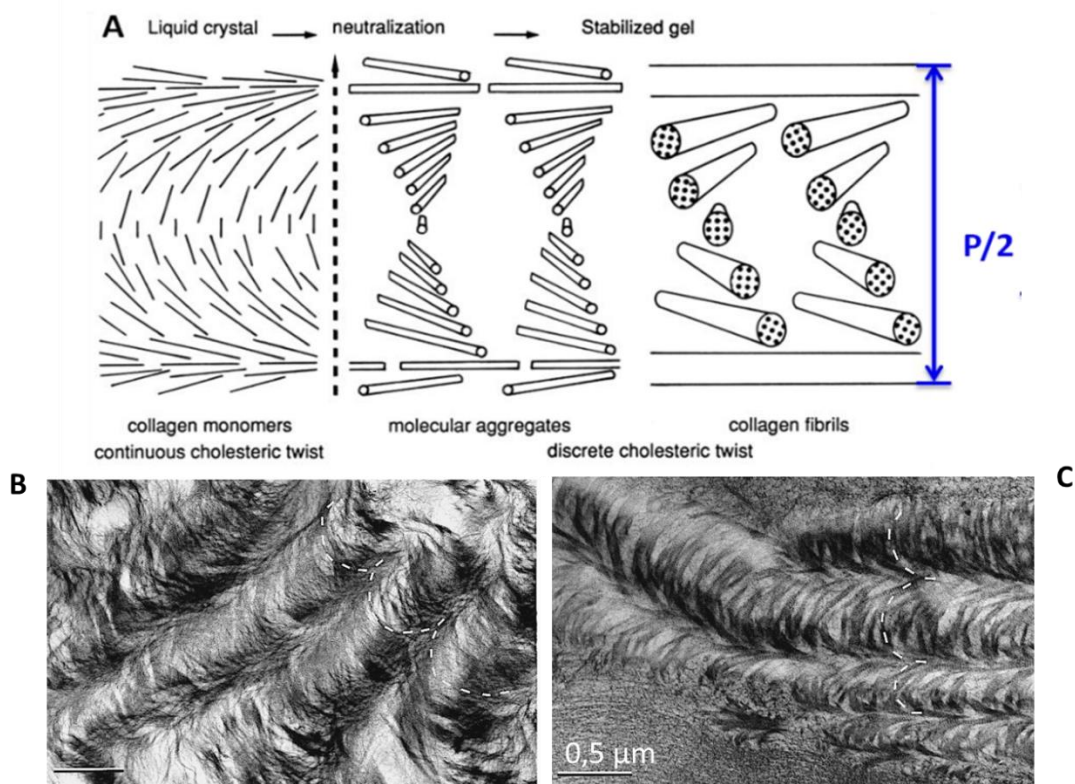 A Liquid crystal neutralization Stabilized gel
P/2
collagen monomers molecular aggregates collagen fibrils
continuous cholesteric twist discrete cholesteric twist
B C
0,5 µm